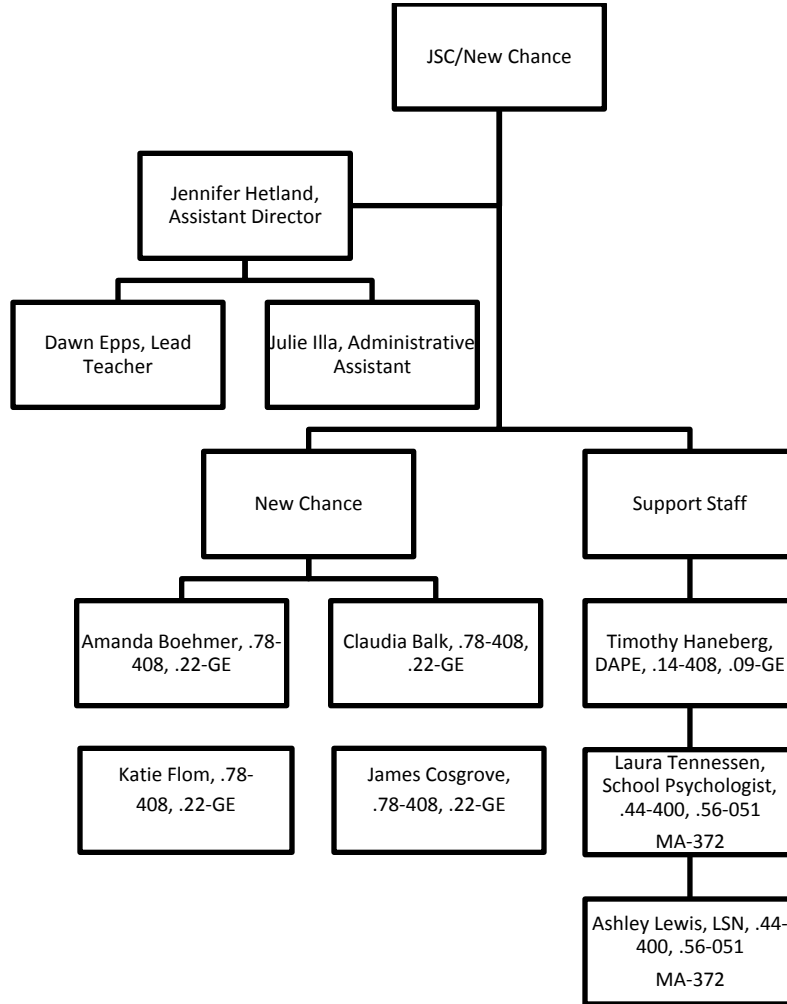 JSC/New Chance
Jennifer Hetland,
Assistant Director
Dawn Epps, Lead
Teacher
Julie Illa, Administrative
Assistant
New Chance
Support Staff
Amanda Boehmer, .78-
408, .22-GE
Claudia Balk, .78-408,
.22-GE
Timothy Haneberg,
DAPE, .14-408, .09-GE
Katie Flom, .78-
408, .22-GE
James Cosgrove,
.78-408, .22-GE
Laura Tennessen,
School Psychologist,
.44-400, .56-051
MA-372
Ashley Lewis, LSN, .44-
400, .56-051
MA-372